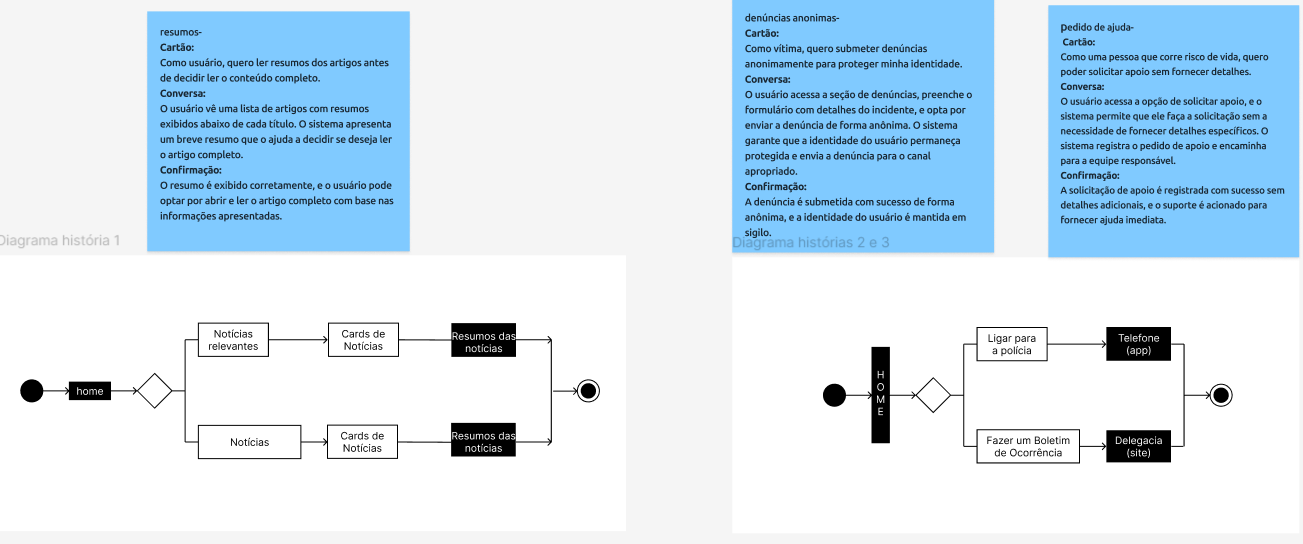 resumos-
Cartão:
Como usuário, quero ler resumos dos artigos antes
de decidir ler o conteúdo completo.
Conversa:
O usuário vê uma lista de artigos com resumos
exibidos abaixo de cada título. O sistema apresenta
um breve resumo que o ajuda a decidir se deseja ler
o artigo completo.
Confirmação:
O resumo é exibido corretamente, e o usuário pode
optar por abrir e ler o artigo completo com base nas
informações apresentadas.
Diagrama história 1
home
Notícias
relevantes
Cards de
Notícias
Resumos das
notícias
Notícias
Cards de
Notícias
Resumos das
notícias
denúncias anonimas-
Cartão:
Como vítima, quero submeter denúncias
anonimamente para proteger minha identidade.
Conversa:
O usuário acessa a seção de denúncias, preenche o
formulário com detalhes do incidente, e opta por
enviar a denúncia de forma anônima. O sistema
garante que a identidade do usuário permaneça
protegida e envia a denúncia para o canal
apropriado.
Confirmação:
A denúncia é submetida com sucesso de forma
anônima, e a identidade do usuário é mantida em
sigilo.
Diagrama histórias 2 e 3
pedido de ajuda-
Cartão:
Como uma pessoa que corre risco de vida, quero
poder solicitar apoio sem fornecer detalhes.
Conversa:
O usuário acessa a opção de solicitar apoio, e o
sistema permite que ele faça a solicitação sem a
necessidade de fornecer detalhes específicos. O
sistema registra o pedido de apoio e encaminha
para a equipe responsável.
Confirmação:
A solicitação de apoio é registrada com sucesso sem
detalhes adicionais, e o suporte é acionado para
fornecer ajuda imediata.
H
O
M
E
Ligar para
a polícia
Telefone
(app)
Fazer um Boletim
de Ocorrência
Delegacia
(site)